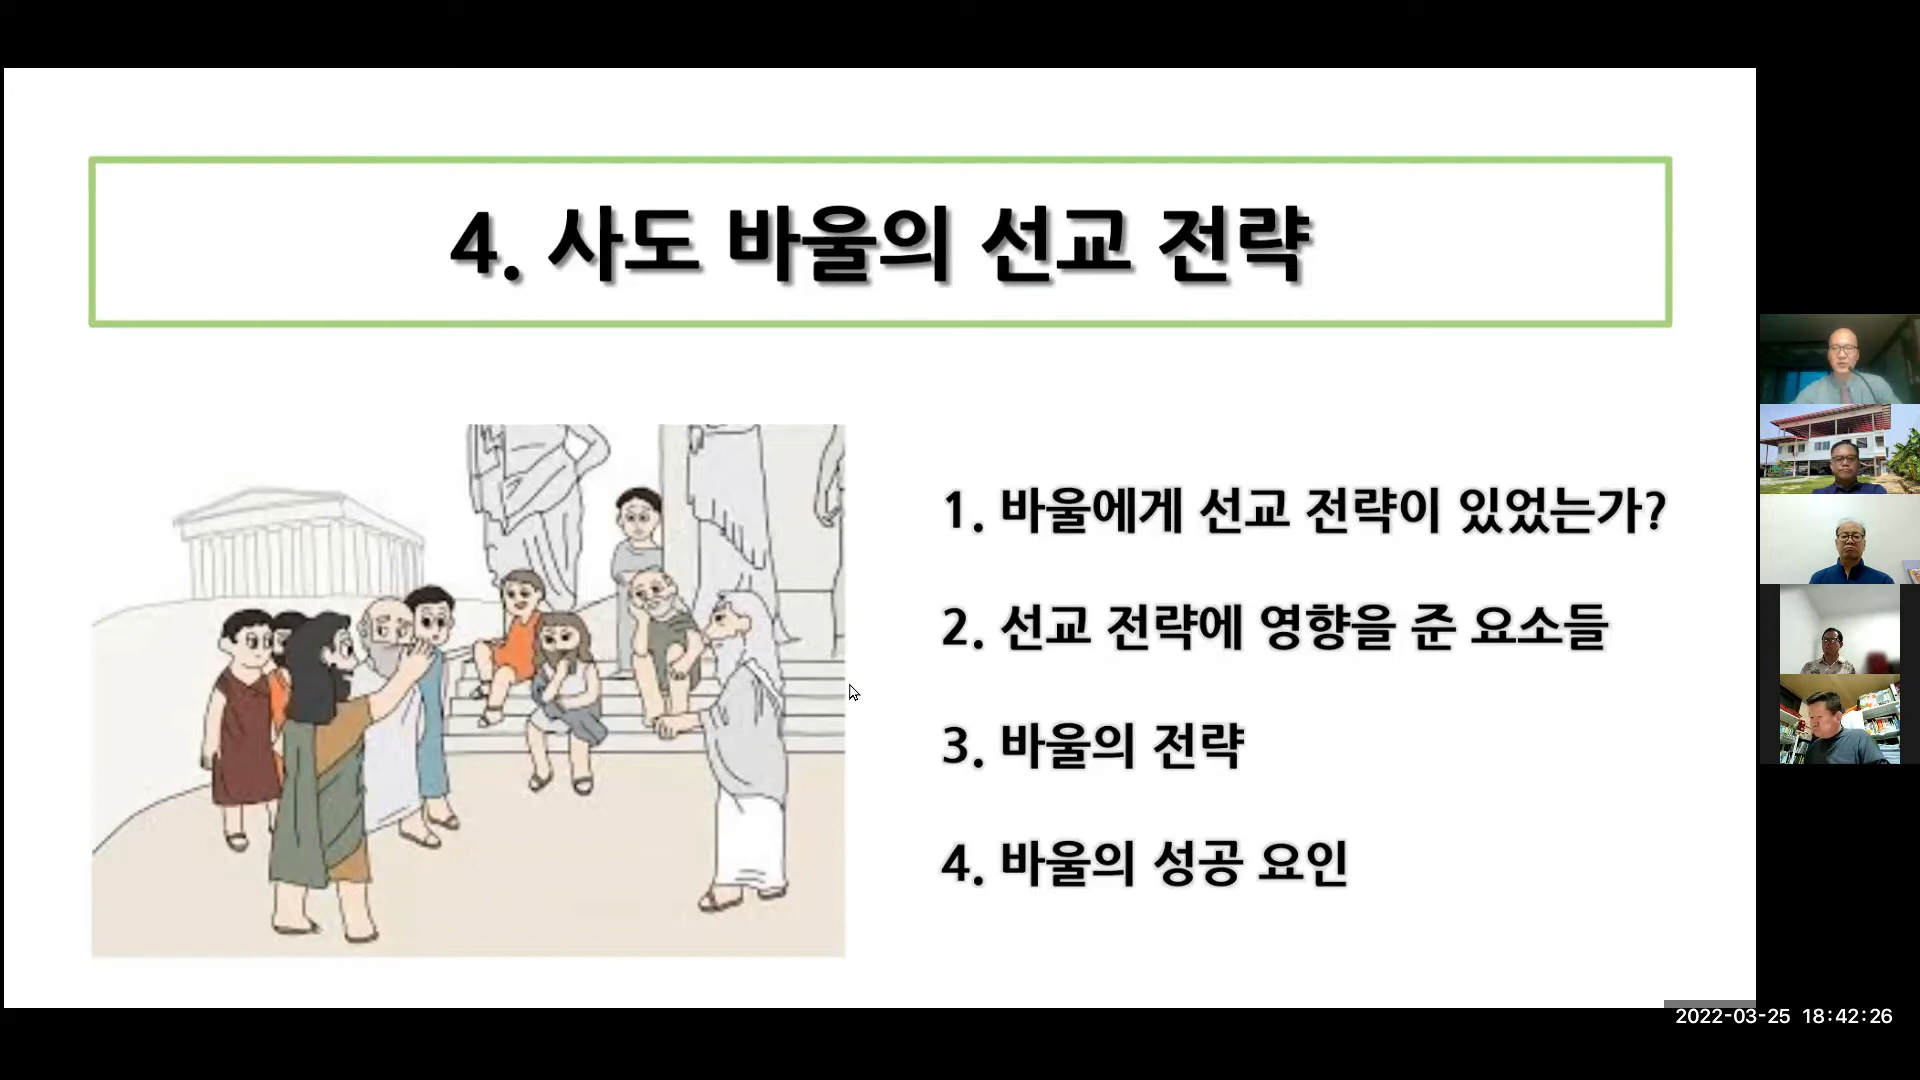 4. 사도 바울의 선교 전략
1. 바울에게 선교 전략이 있었는가?
2. 선교 전략에 영향을 준 요소들
3. 바울의 전략
4. 바울의 성공 요인
2022-03-25 18:42:26